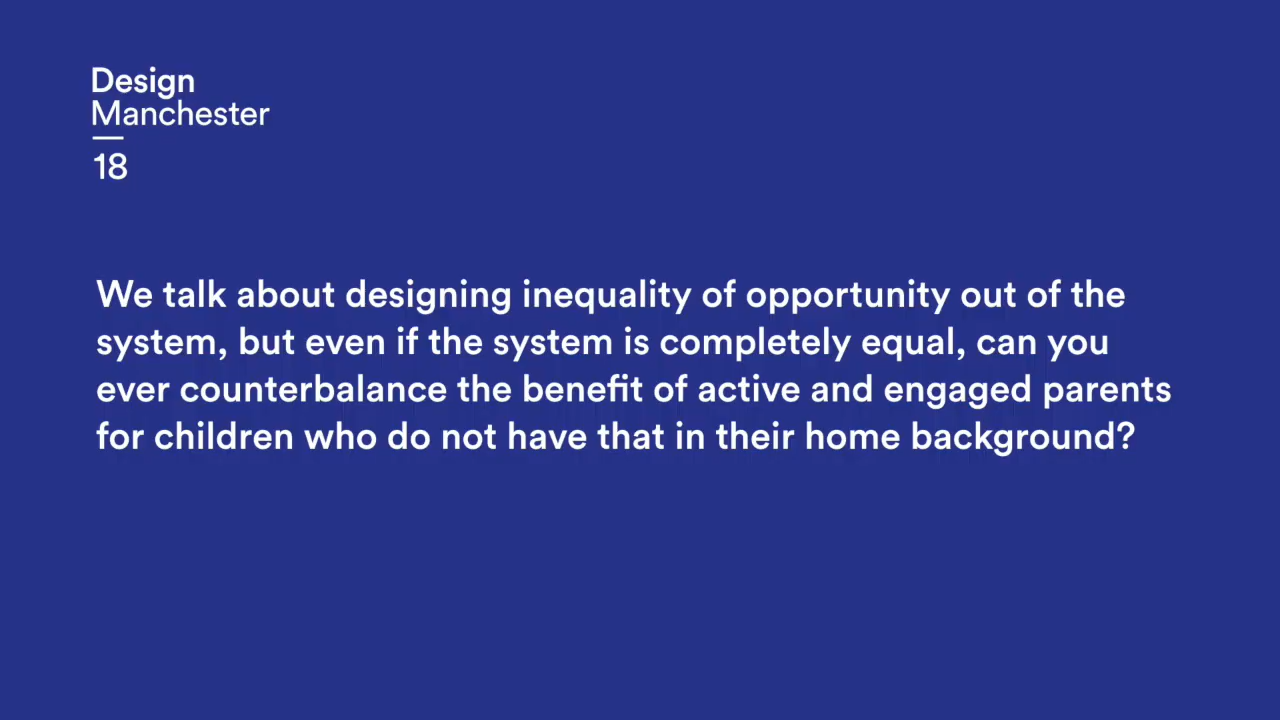 Design
Manchester
18
We talk about designing inequality of opportunity out of the
system, but even if the system is completely equal, can you
ever counterbalance the benefit of active and engaged parents
for children who do not have that in their home background?